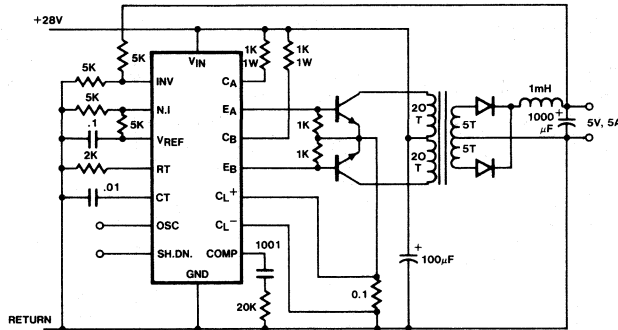 +28V
5K
5K
5K
.1
5K
2K
.01
VIN
INV
N.I
VREF
RT
CT
OSC
SH.DN.
GND
CA
EA
CB
EB
CL+
CL−
COMP
1K
1W
1K
1W
1K
1K
1001
20K
0.1
+
100µF
20
T
20
T
5T
5T
1mH
1000
µF
+
5V, 5A
RETURN